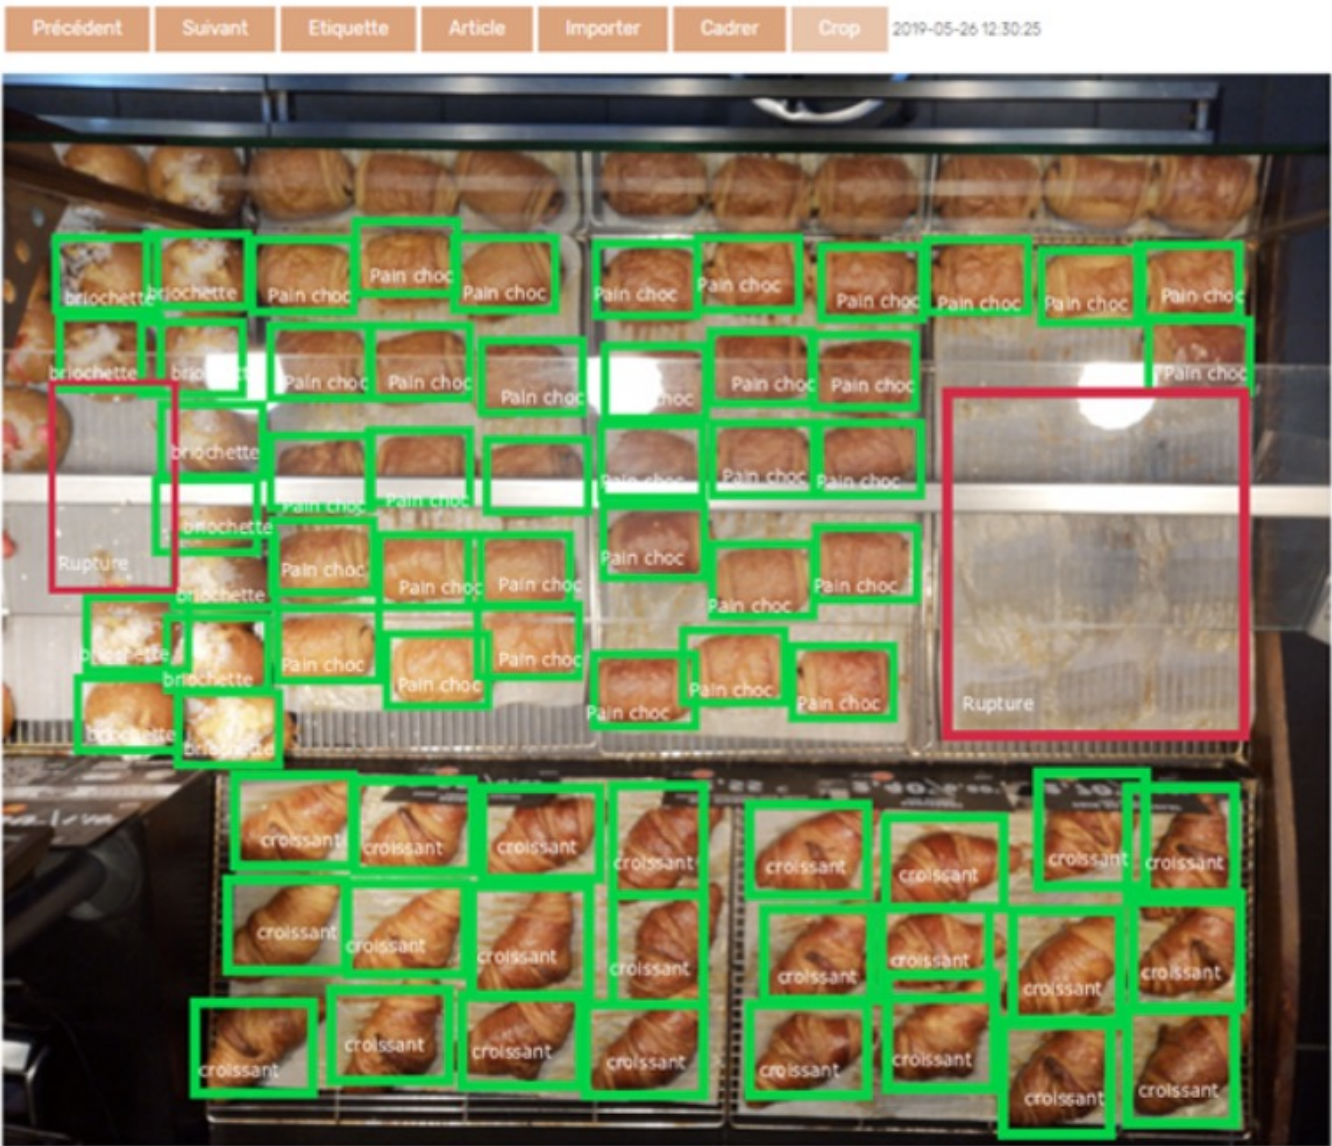 Précédent Suivant Etiquette Article Importer Cadrer Crop 2019-05-26 12:30:25
briochette briochette Pain choc Pain choc Pain choc Pain choc Pain choc Pain choc Pain choc Pain choc Pain choc
briochette Pain choc Pain choc Pain choc Pain choc Pain choc Pain choc
briochette Pain choc Pain choc Pain choc Pain choc Pain choc
briochette
Rupture Pain choc Pain choc Pain choc Pain choc Pain choc Pain choc
briochette
briochette Pain choc Pain choc Pain choc Pain choc Pain choc Pain choc Rupture
briochette briochette
croissant croissant croissant croissant croissant croissant croissant croissant
croissant croissant croissant croissant croissant croissant croissant croissant
croissant croissant croissant croissant croissant croissant croissant croissant